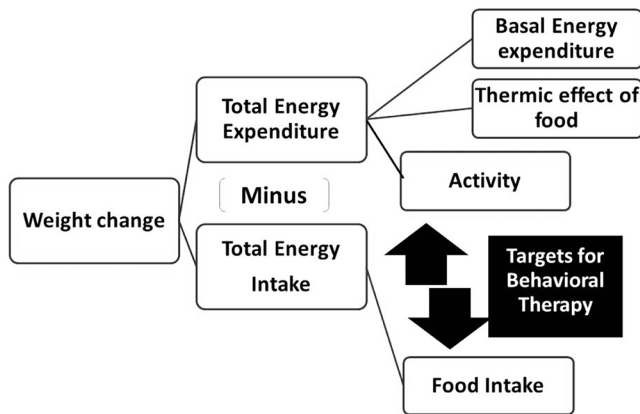 Basal Energy
expenditure
Thermic effect of
food
Total Energy
Expenditure
Activity
Minus
Weight change
Total Energy
Intake
Targets for
Behavioral
Therapy
Food Intake